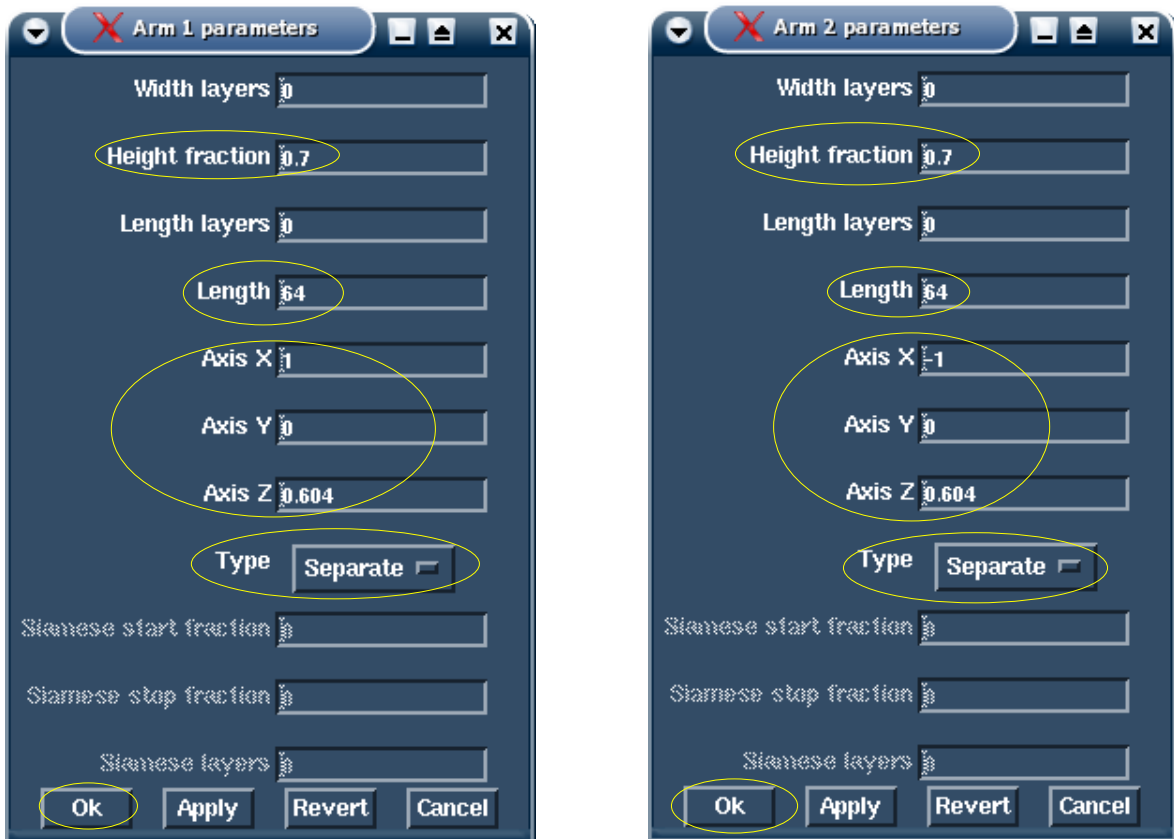 Arm 1 parameters
Width layers 0
Height fraction 0.7
Length layers 0
Length 64
Axis X 1
Axis Y 0
Axis Z 0.604
Type Separate
Siamese start fraction 0
Siamese stop fraction 0
Siamese layers 0
Ok Apply Revert Cancel
Arm 2 parameters
Width layers 0
Height fraction 0.7
Length layers 0
Length 64
Axis X -1
Axis Y 0
Axis Z 0.604
Type Separate
Siamese start fraction 0
Siamese stop fraction 0
Siamese layers 0
Ok Apply Revert Cancel